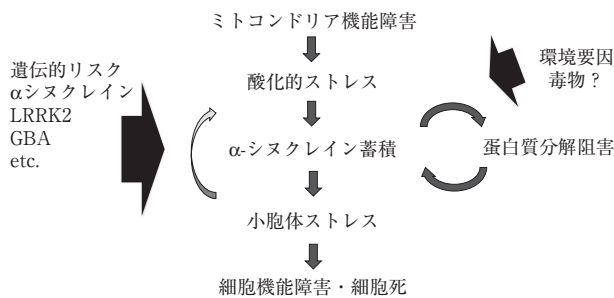 ミトコンドリア機能障害
環境要因
毒物?
遺伝的リスク
αシヌクレイン
LRRK2
GBA
etc.
酸化的ストレス
α-シヌクレイン蓄積
蛋白質分解阻害
小胞体ストレス
細胞機能障害・細胞死